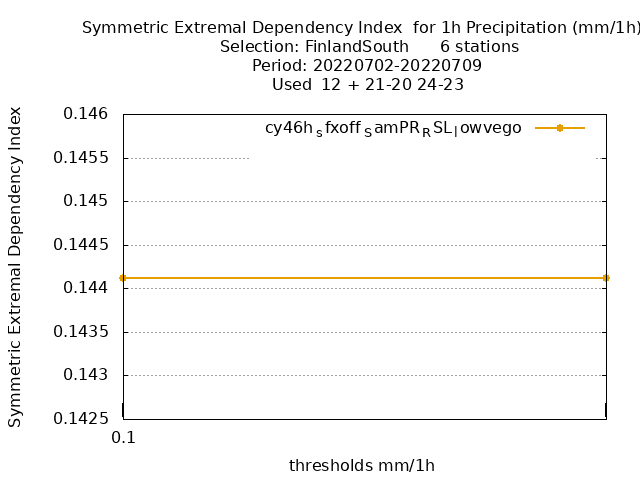 Symmetric Extremal Dependency Index  for 1h Precipitation (mm/1h)
Selection: FinlandSouth      6 stations
Period: 20220702-20220709
Used  12 + 21-20 24-23
cy46hsfxoffSamPRRSLlowvego
0.146
0.1455
0.145
0.1445
0.144
0.1435
0.143
0.1425
0.1
Symmetric Extremal Dependency Index
thresholds mm/1h